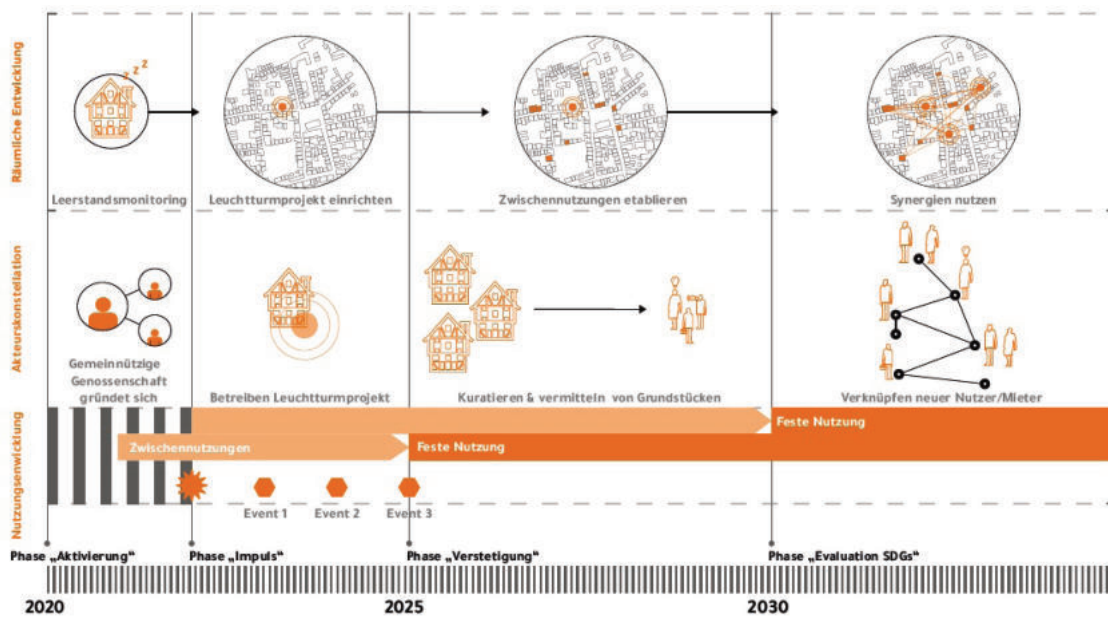 Räumliche Entwicklung
z z z
Leerstandsmonitoring
Leuchtturmprojekt einrichten
Zwischennutzungen etablieren
Synergien nutzen
Akteurskonstellation
Gemeinnützige
Genossenschaft
gründet sich
Betreiben Leuchtturmprojekt
Kuratieren & vermitteln von Grundstücken
Verknüpfen neuer Nutzer/Mieter
Nutzungsenwicklung
Feste Nutzung
Zwischennutzungen
Feste Nutzung
Event 1
Event 2
Event 3
Phase „Aktivierung“
Phase „Impuls“
Phase „Verstetigung“
Phase „Evaluation SDGs“
2020
2025
2030